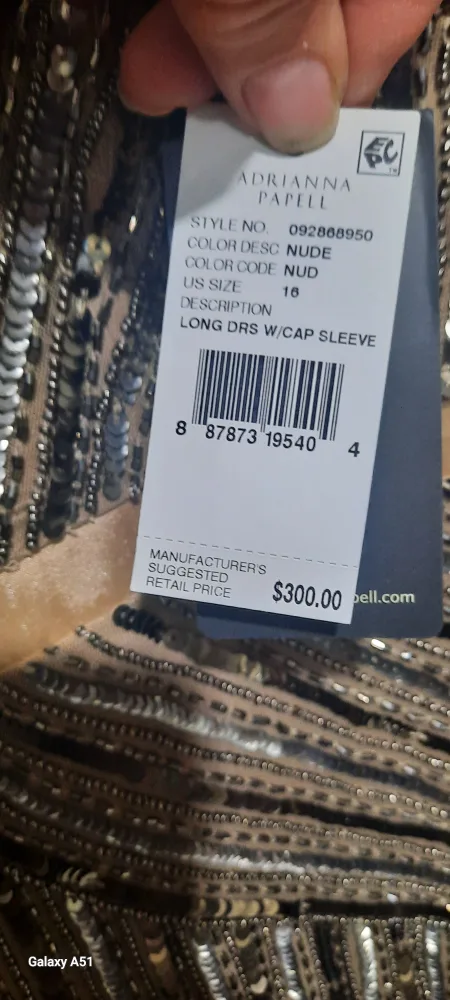 EPC
ADRIANNA
PAPELL
STYLE NO. 092868950
COLOR DESC NUDE
COLOR CODE NUD
US SIZE 16
DESCRIPTION
LONG DRS W/CAP SLEEVE
8 87873 19540 4
MANUFACTURER'S
SUGGESTED
RETAIL PRICE $300.00
pell.com
Galaxy A51